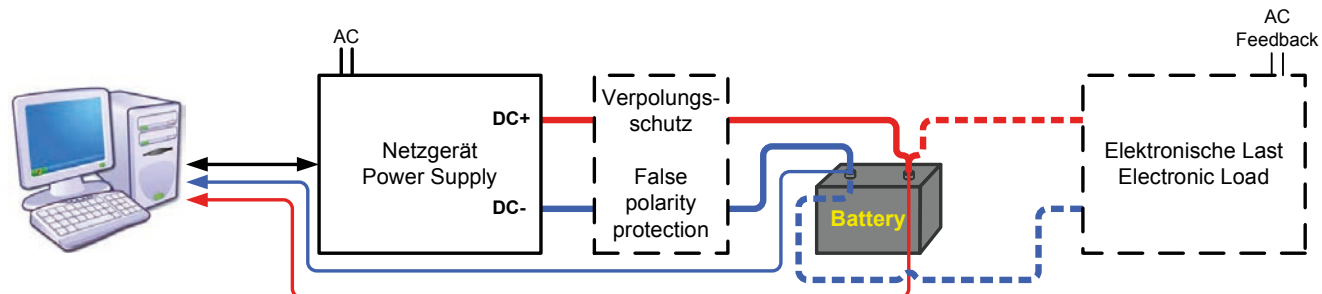 AC
Netzgerät
Power Supply
DC+
DC-
Verpolungs-
schutz
False
polarity
protection
Battery
AC
Feedback
Elektronische Last
Electronic Load